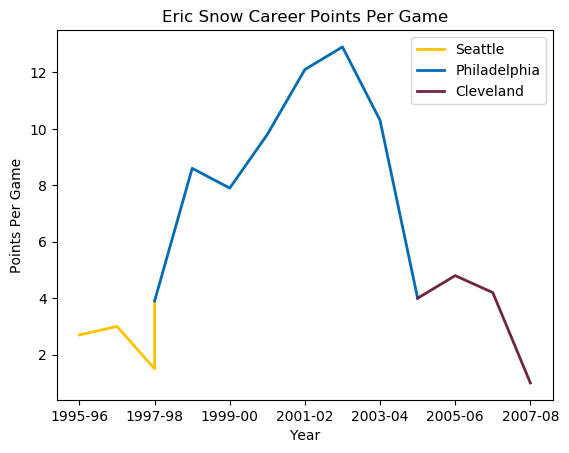 Eric Snow Career Points Per Game
Seattle
Philadelphia
Cleveland
Points Per Game
12
10
8
6
4
2
1995-96 1997-98 1999-00 2001-02 2003-04 2005-06 2007-08
Year